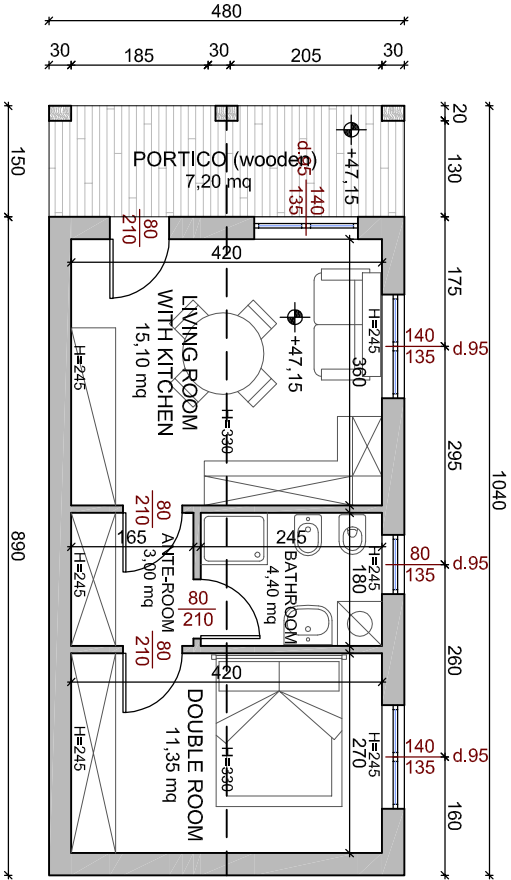 480
30
185
30
205
30
150
20
130
1040
PORTICO (woodes)
7,20 mq
+47,15
d.95
140
135
80
210
420
175
LIVING ROOM
WITH KITCHEN
15,10 mq
+47,15
H=245
H=330
H=245
360
140
135
d.95
295
890
80
210
165
245
ANTE-ROOM
3,00 mq
H=245
BATHROOM
4,40 mq
H=245
180
80
135
d.95
80
210
80
210
260
420
DOUBLE ROOM
11,35 mq
H=245
H=330
H=245
270
140
135
d.95
160